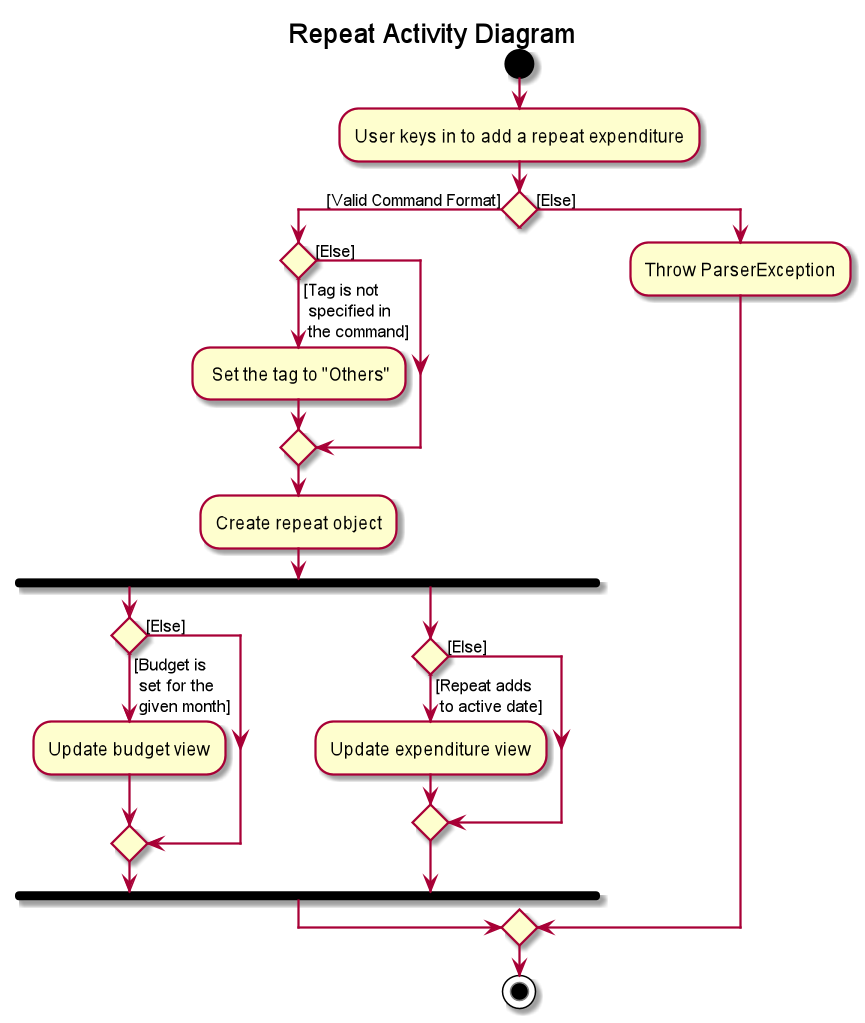 Repeat Activity Diagram
User keys in to add a repeat expenditure
[Valid Command Format]
[Else]
[Else]
Throw ParserException
[Tag is not
specified in
the command]
Set the tag to "Others"
Create repeat object
[Else]
[Else]
[Budget is
set for the
given month]
[Repeat adds
to active date]
Update budget view
Update expenditure view